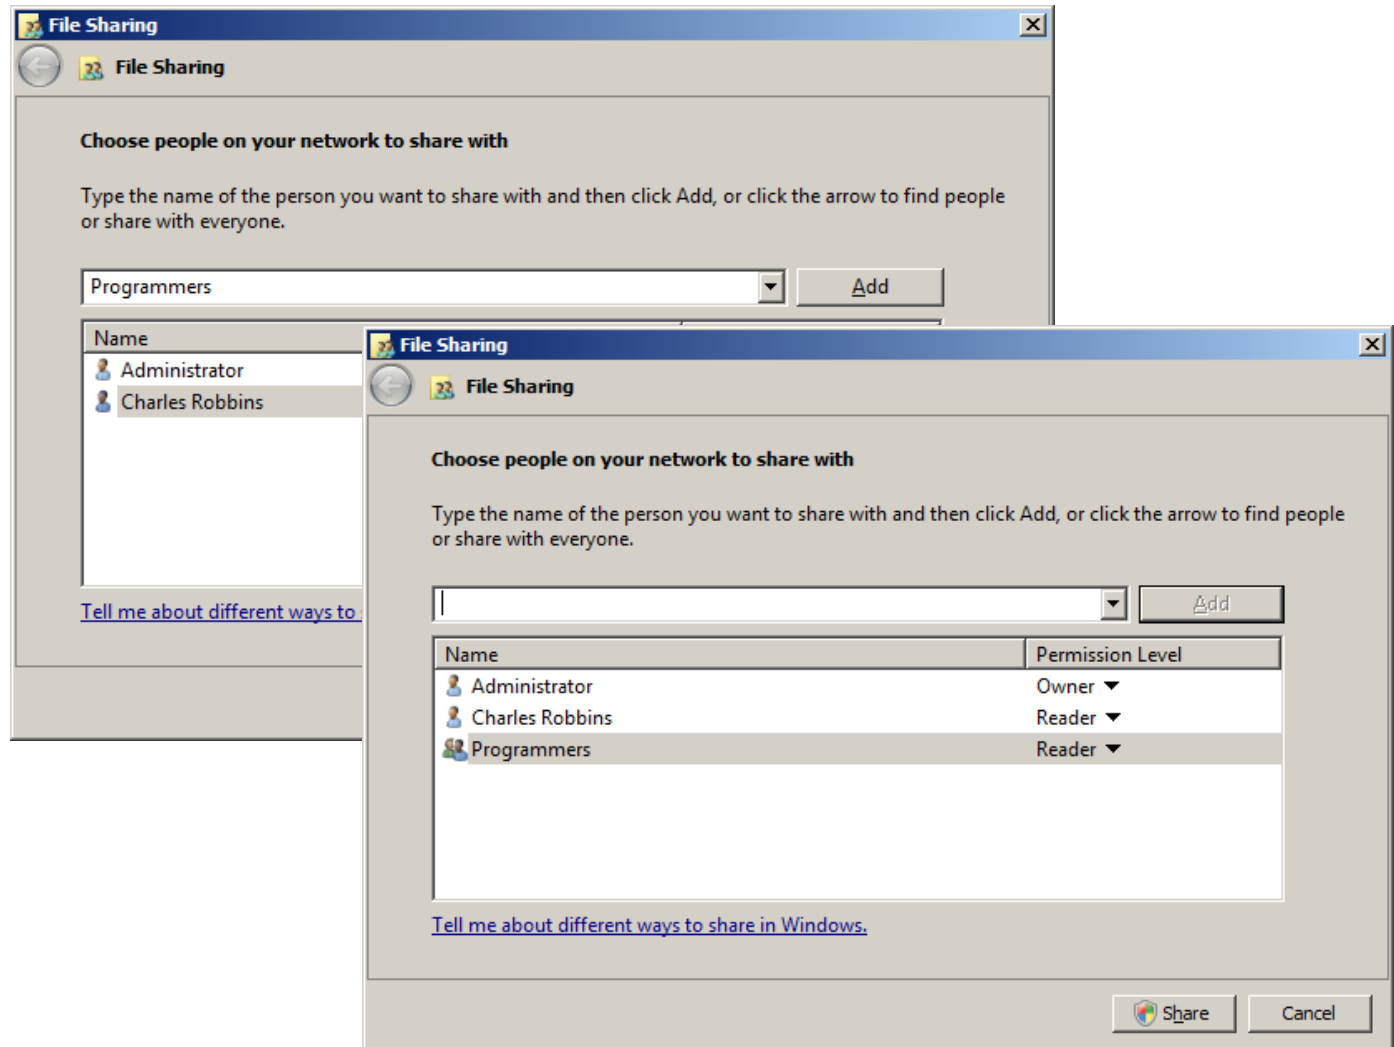 File Sharing
File Sharing
Choose people on your network to share with
Type the name of the person you want to share with and then click Add, or click the arrow to find people
or share with everyone.
Programmers
Add
Name
Administrator
Charles Robbins
Tell me about different ways to
File Sharing
File Sharing
Choose people on your network to share with
Type the name of the person you want to share with and then click Add, or click the arrow to find people
or share with everyone.
Add
Name Permission Level
Administrator Owner
Charles Robbins Reader
Programmers Reader
Tell me about different ways to share in Windows.
Share Cancel